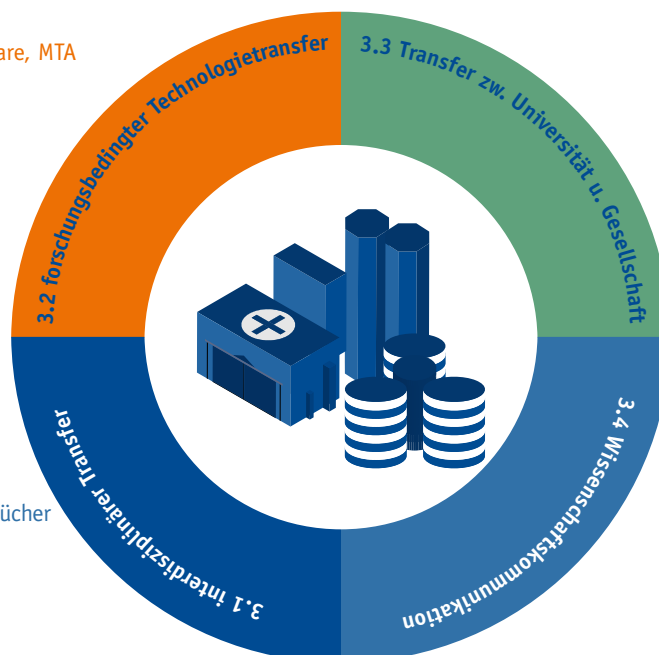 are, MTA
3.2 forschungsbedingter Technologietransfer
3.3 Transfer zw. Universität u. Gesellschaft
3.4 Wissenschaftskommunikation
3.1 interdisziplinärer Transfer
ücher